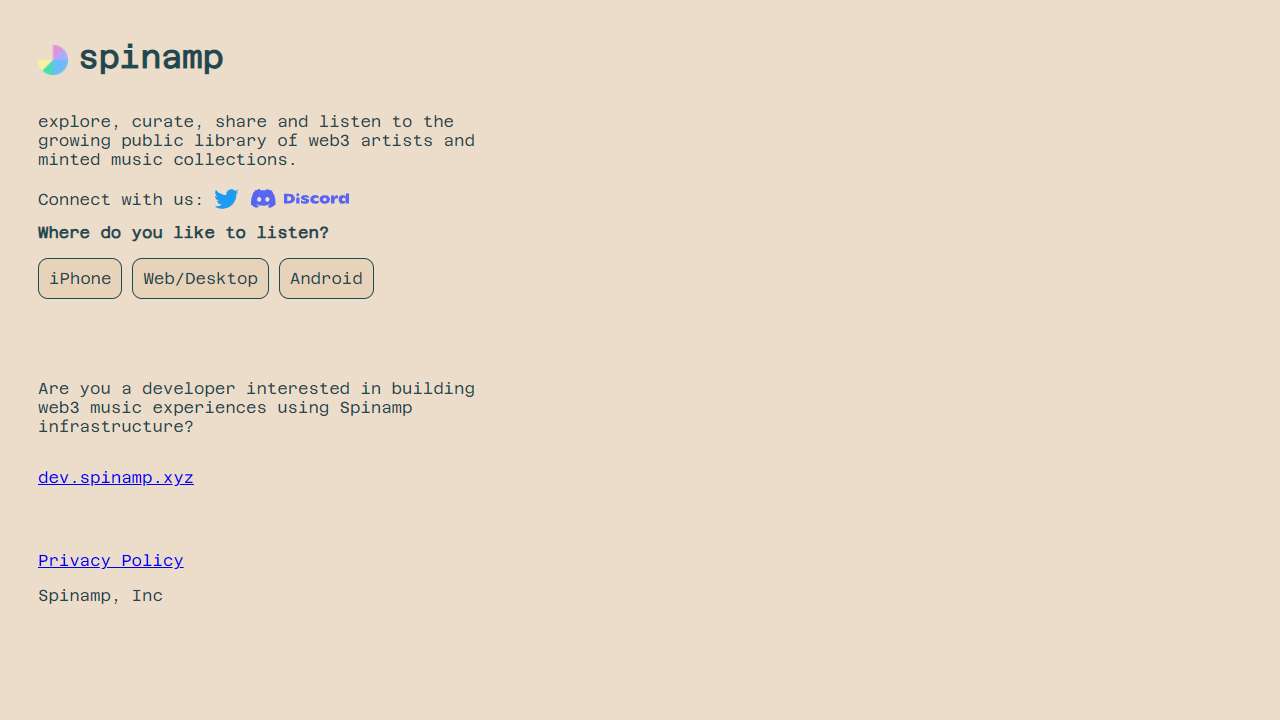 spinamp
explore, curate, share and listen to the
growing public library of web3 artists and
minted music collections.
Connect with us: Discord
Where do you like to listen?
iPhone Web/Desktop Android
Are you a developer interested in building
web3 music experiences using Spinamp
infrastructure?
dev.spinamp.xyz
Privacy Policy
Spinamp, Inc